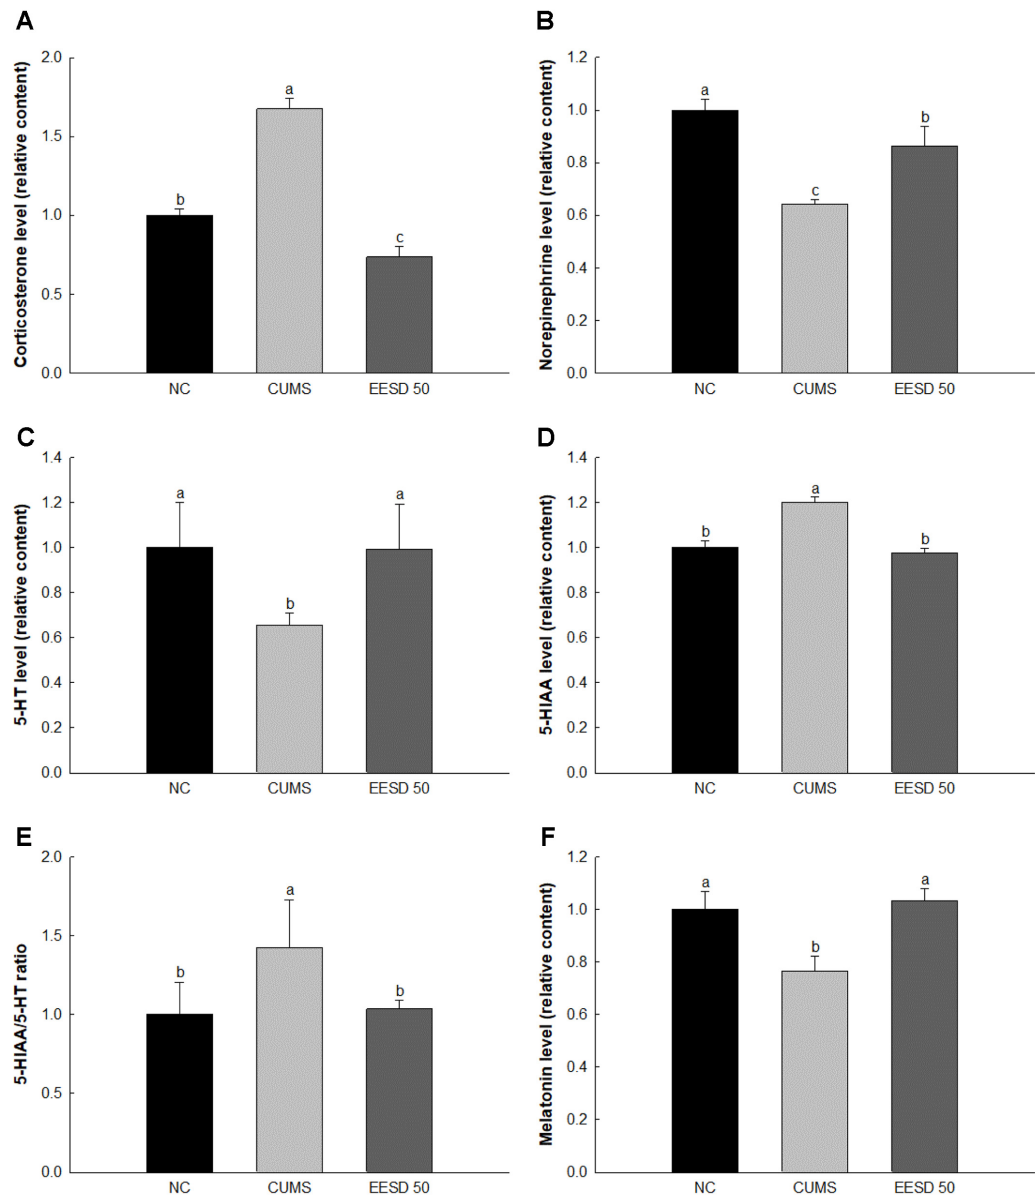 A
Corticosterone level (relative content)
2.0
1.5
1.0
0.5
0.0
b
a
c
NC CUMS EESD 50
B
Norepinephrine level (relative content)
1.2
1.0
0.8
0.6
0.4
0.2
0.0
a
c
b
NC CUMS EESD 50
C
5-HT level (relative content)
1.4
1.2
1.0
0.8
0.6
0.4
0.2
0.0
a
b
a
NC CUMS EESD 50
D
5-HIAA level (relative content)
1.4
1.2
1.0
0.8
0.6
0.4
0.2
0.0
b
a
b
NC CUMS EESD 50
E
5-HIAA/5-HT ratio
2.0
1.5
1.0
0.5
0.0
b
a
b
NC CUMS EESD 50
F
Melatonin level (relative content)
1.2
1.0
0.8
0.6
0.4
0.2
0.0
a
b
a
NC CUMS EESD 50